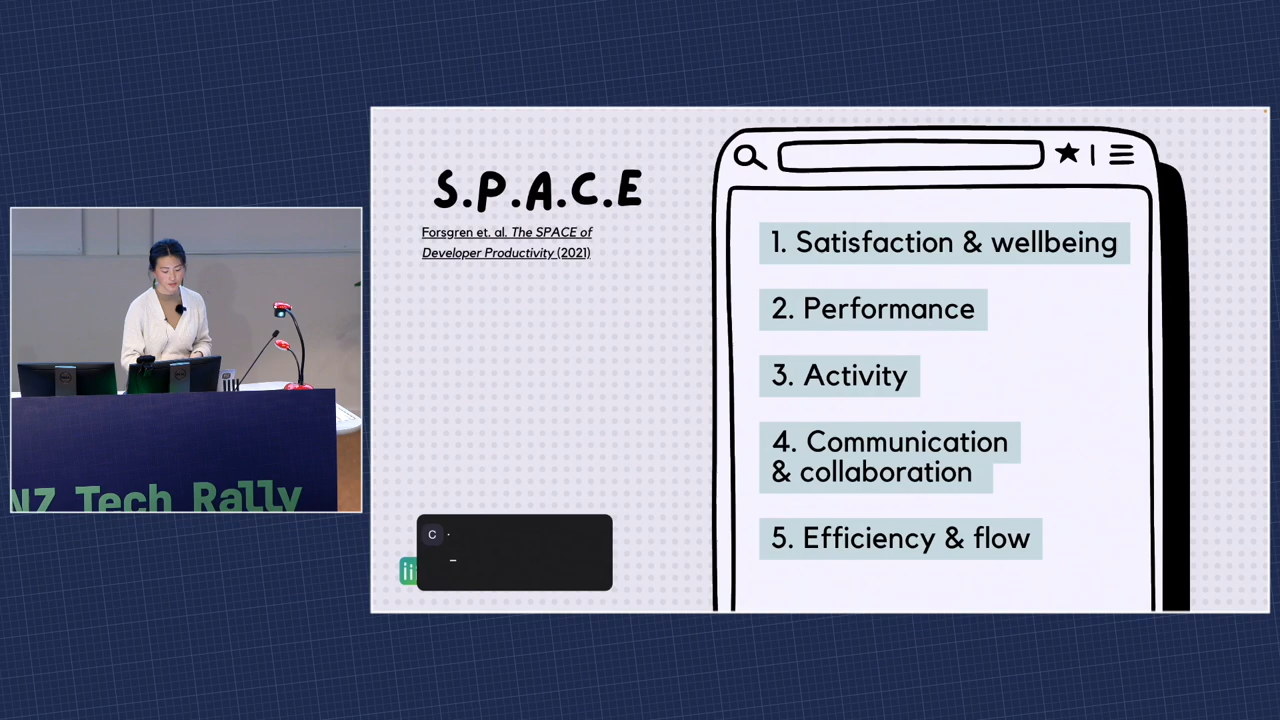 S.P.A.C.E
Forsgren et. al. The SPACE of
Developer Productivity (2021)
1. Satisfaction & wellbeing
2. Performance
3. Activity
4. Communication
& collaboration
5. Efficiency & flow
C
NZ Tech Rally